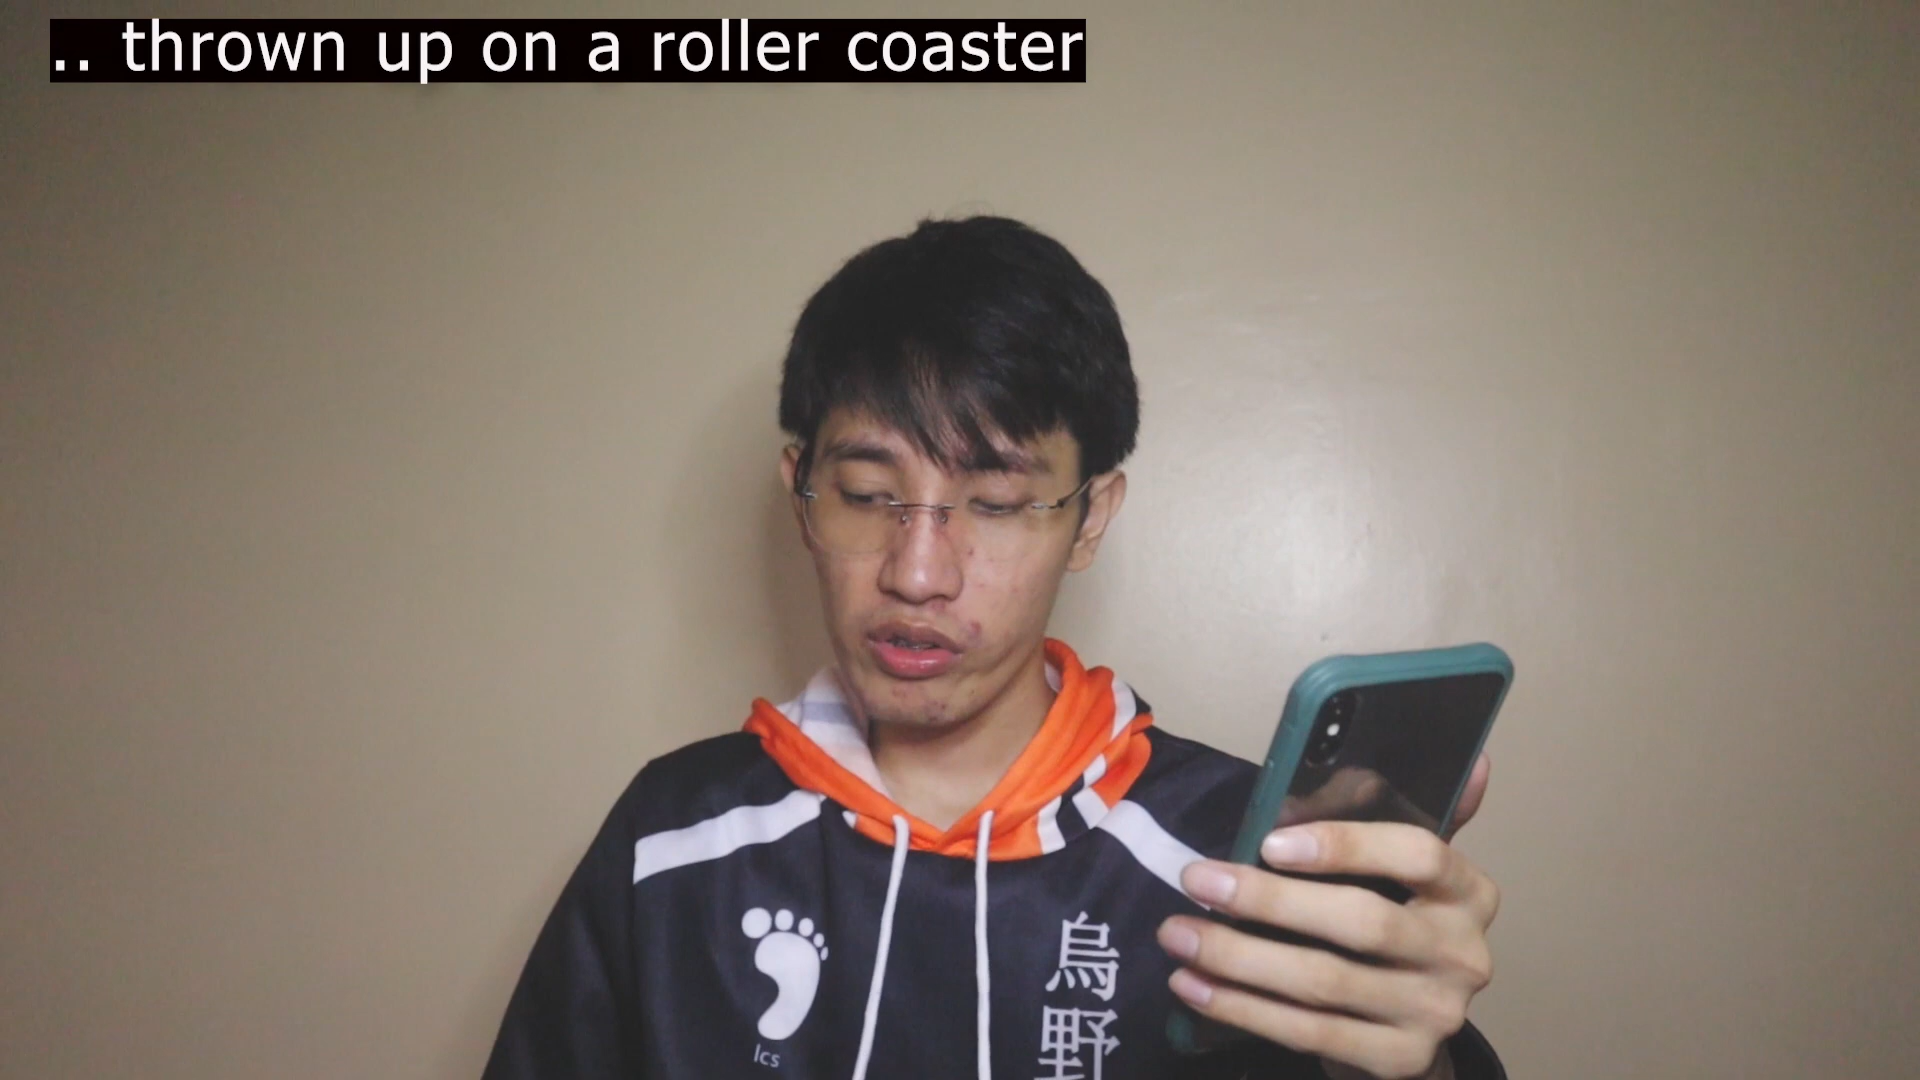 .. thrown up on a roller coaster
lcs
烏野